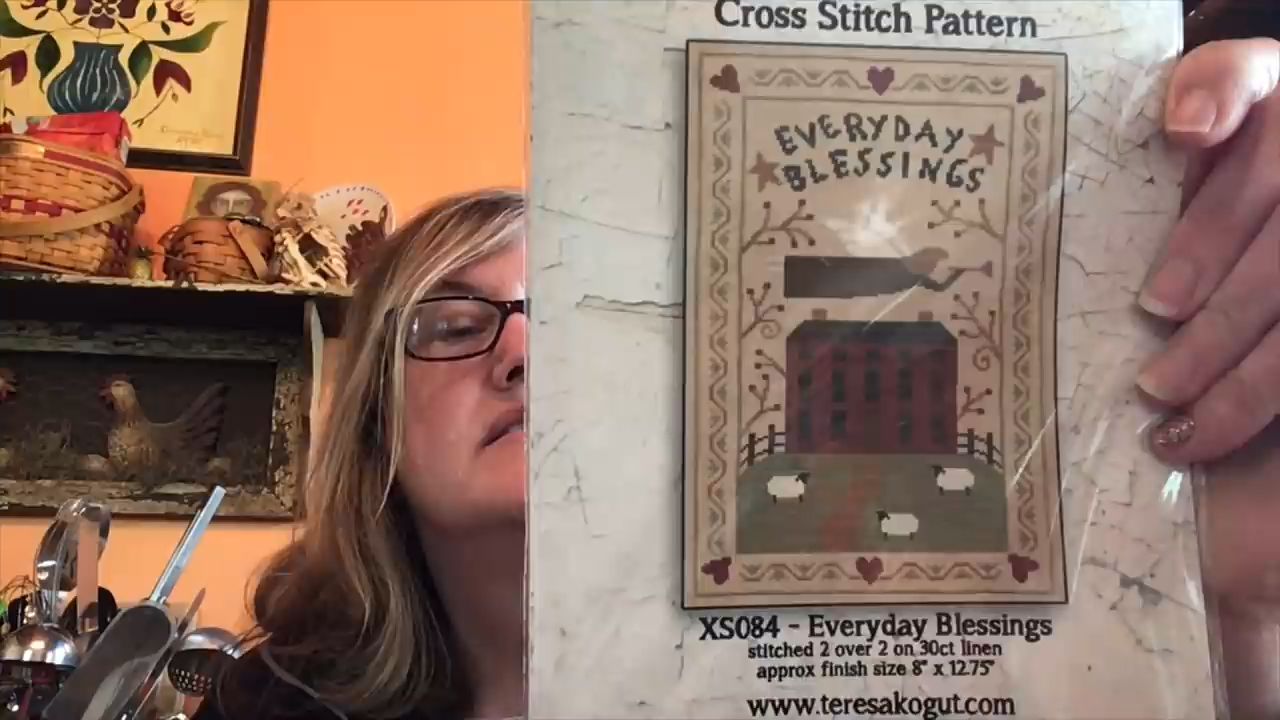 Cross Stitch Pattern
EVERYDAY
BLESSINGS
XS084 - Everyday Blessings
stitched 2 over 2 on 30ct linen
approx finish size 8" x 12.75"
www.teresakogut.com